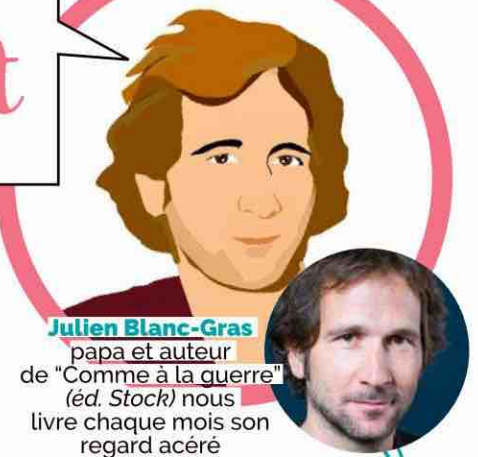 t
Julien Blanc-Gras
papa et auteur
de “Comme à la guerre”
(éd. Stock) nous
livre chaque mois son
regard acéré